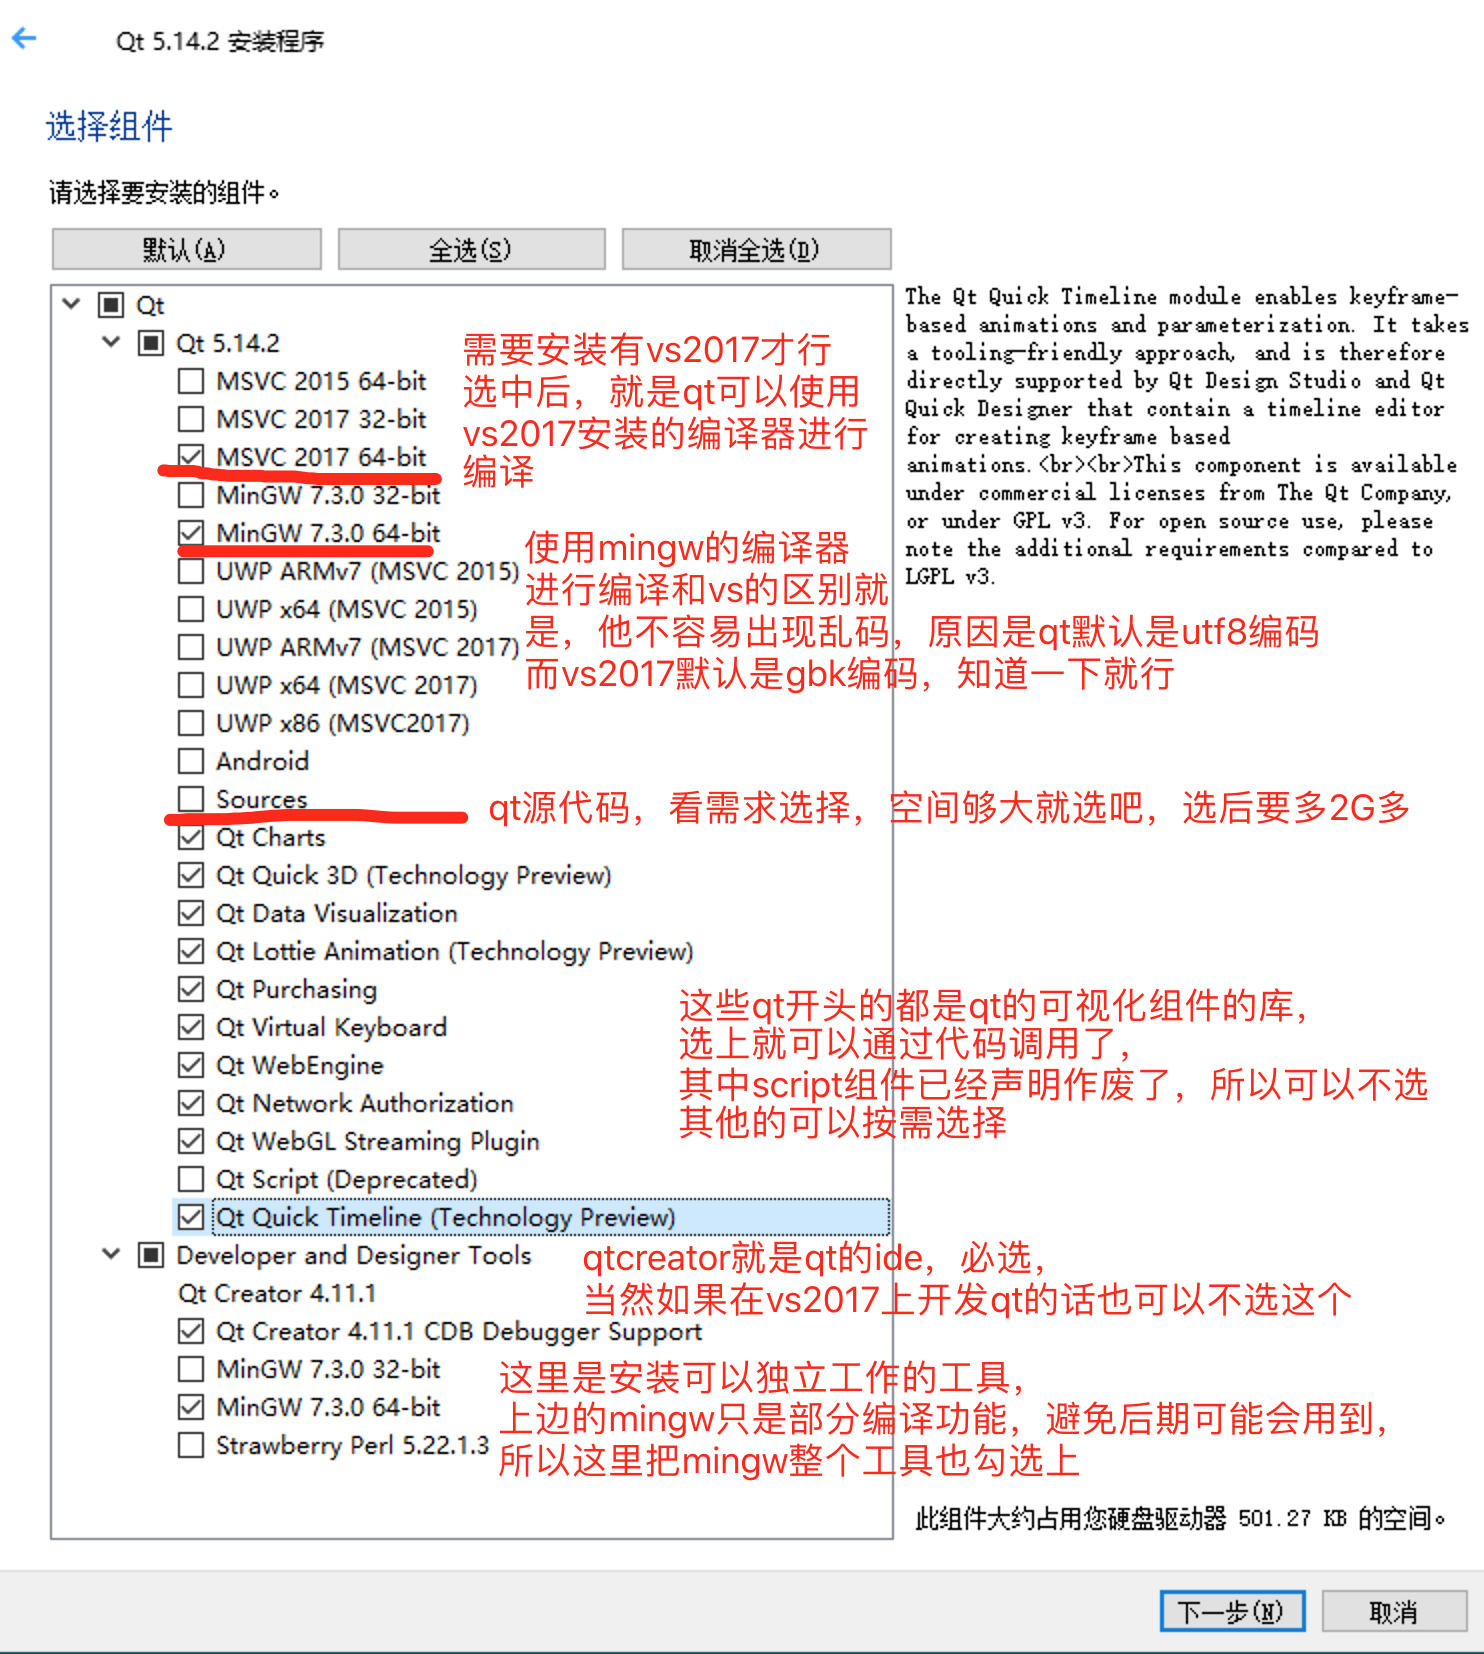 Qt 5.14.2 安装程序
选择组件
请选择要安装的组件。
默认(A)
全选(S)
取消全选(D)
Qt
Qt 5.14.2
MSVC 2015 64-bit
MSVC 2017 32-bit
MSVC 2017 64-bit
MinGW 7.3.0 32-bit
MinGW 7.3.0 64-bit
UWP ARMv7 (MSVC 2015)
UWP x64 (MSVC 2015)
UWP ARMv7 (MSVC 2017)
UWP x64 (MSVC 2017)
UWP x86 (MSVC2017)
Android
Sources
Qt Charts
Qt Quick 3D (Technology Preview)
Qt Data Visualization
Qt Lottie Animation (Technology Preview)
Qt Purchasing
Qt Virtual Keyboard
Qt WebEngine
Qt Network Authorization
Qt WebGL Streaming Plugin
Qt Script (Deprecated)
Qt Quick Timeline (Technology Preview)
Developer and Designer Tools
Qt Creator 4.11.1
Qt Creator 4.11.1 CDB Debugger Support
MinGW 7.3.0 32-bit
MinGW 7.3.0 64-bit
Strawberry Perl 5.22.1.3
需要安装有vs2017才行
选中后，就是qt可以使用
vs2017安装的编译器进行
编译
使用mingw的编译器
进行编译和vs的区别就
是，他不容易出现乱码，原因是qt默认是utf8编码
而vs2017默认是gbk编码，知道一下就行
qt源代码，看需求选择，空间够大就选吧，选后要多2G多
这些qt开头的都是qt的可视化组件的库，
选上就可以通过代码调用了，
其中script组件已经声明作废了，所以可以不选
其他的可以按需选择
qtcreator就是qt的ide，必选，
当然如果在vs2017上开发qt的话也可以不选这个
这里是安装可以独立工作的工具，
上边的mingw只是部分编译功能，避免后期可能会用到，
所以这里把mingw整个工具也勾选上
The Qt Quick Timeline module enables keyframe-
based animations and parameterization. It takes
a tooling-friendly approach, and is therefore
directly supported by Qt Design Studio and Qt
Quick Designer that contain a timeline editor
for creating keyframe based
animations.<br><br>This component is available
under commercial licenses from The Qt Company,
or under GPL v3. For open source use, please
note the additional requirements compared to
LGPL v3.
此组件大约占用您硬盘驱动器 501.27 KB 的空间。
下一步(N)
取消